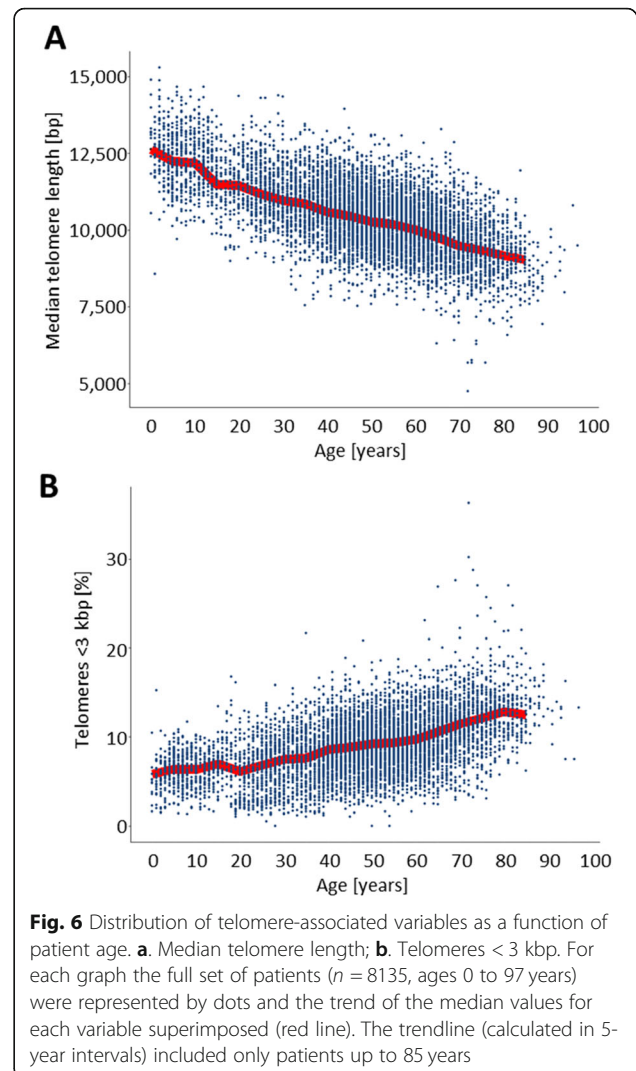 A
Median telomere length [bp]
15,000
12,500
10,000
7,500
5,000
0 10 20 30 40 50 60 70 80 90 100
Age [years]
B
Telomeres <3 kbp [%]
30
20
10
0
0 10 20 30 40 50 60 70 80 90 100
Age [years]
Fig. 6 Distribution of telomere-associated variables as a function of
patient age. a. Median telomere length; b. Telomeres < 3 kbp. For
each graph the full set of patients (n = 8135, ages 0 to 97 years)
were represented by dots and the trend of the median values for
each variable superimposed (red line). The trendline (calculated in 5-
year intervals) included only patients up to 85 years